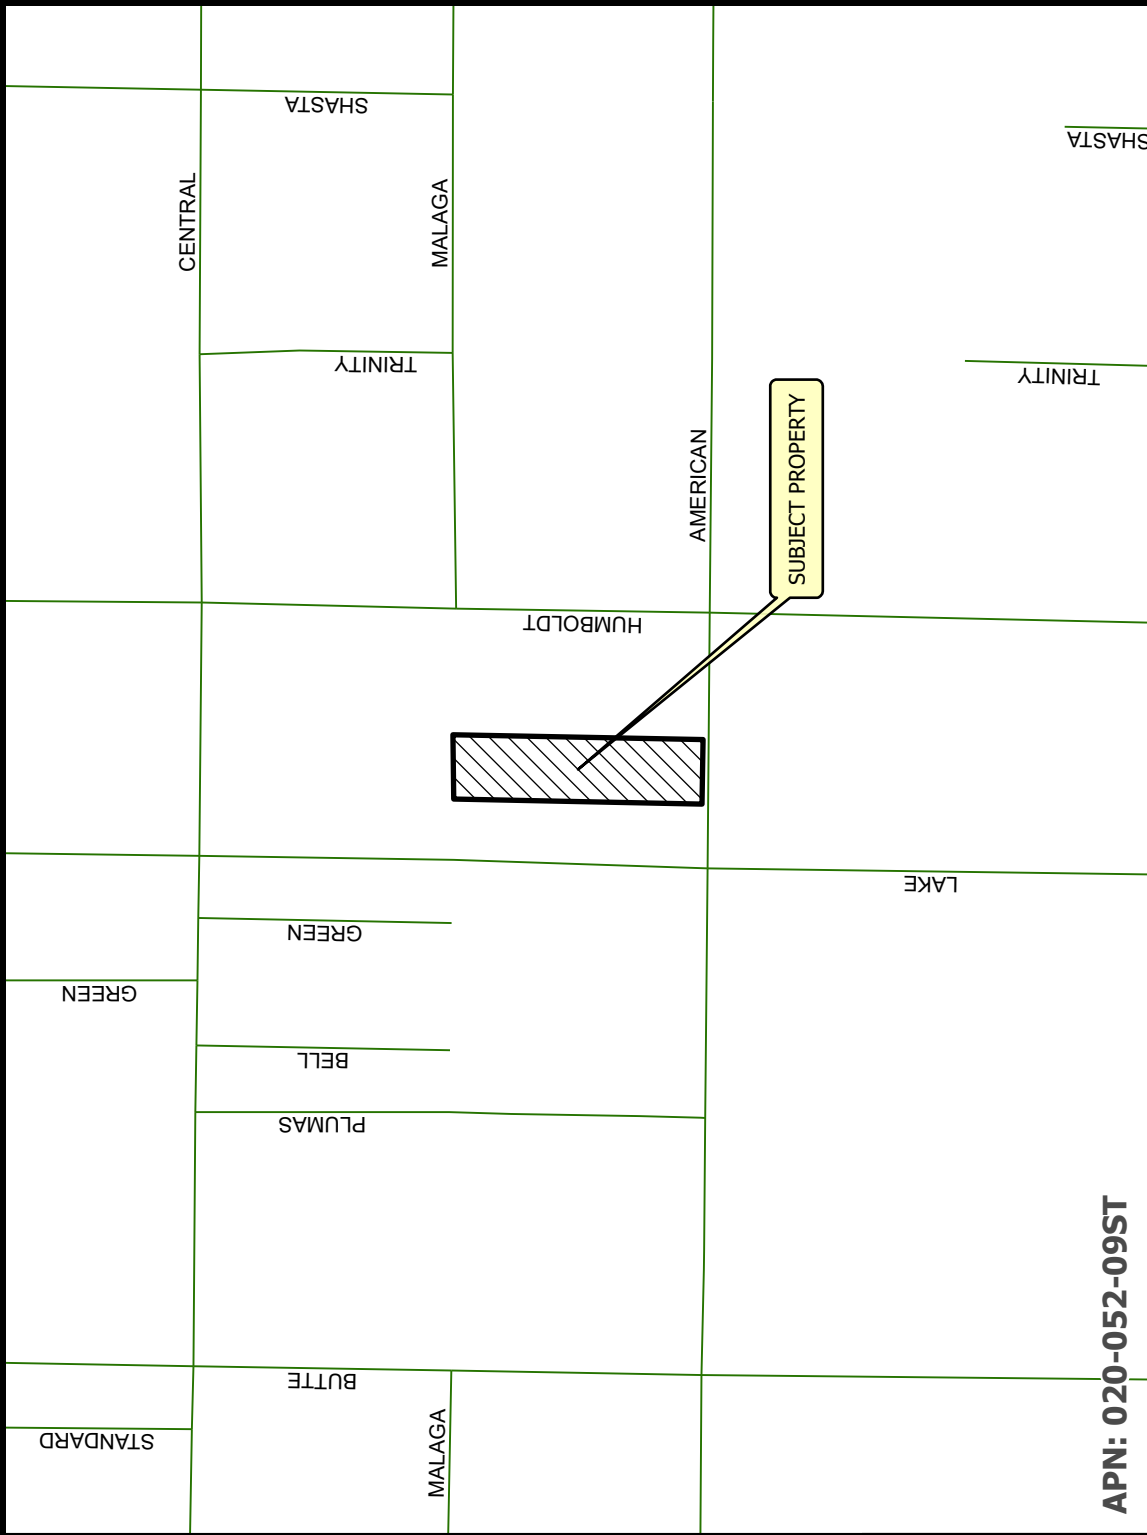 SHASTA
SHASTA
CENTRAL
MALAGA
TRINITY
TRINITY
SUBJECT PROPERTY
AMERICAN
HUMBOLDT
LAKE
GREEN
GREEN
BELL
PLUMAS
BUTTE
STANDARD
MALAGA
APN: 020-052-09ST